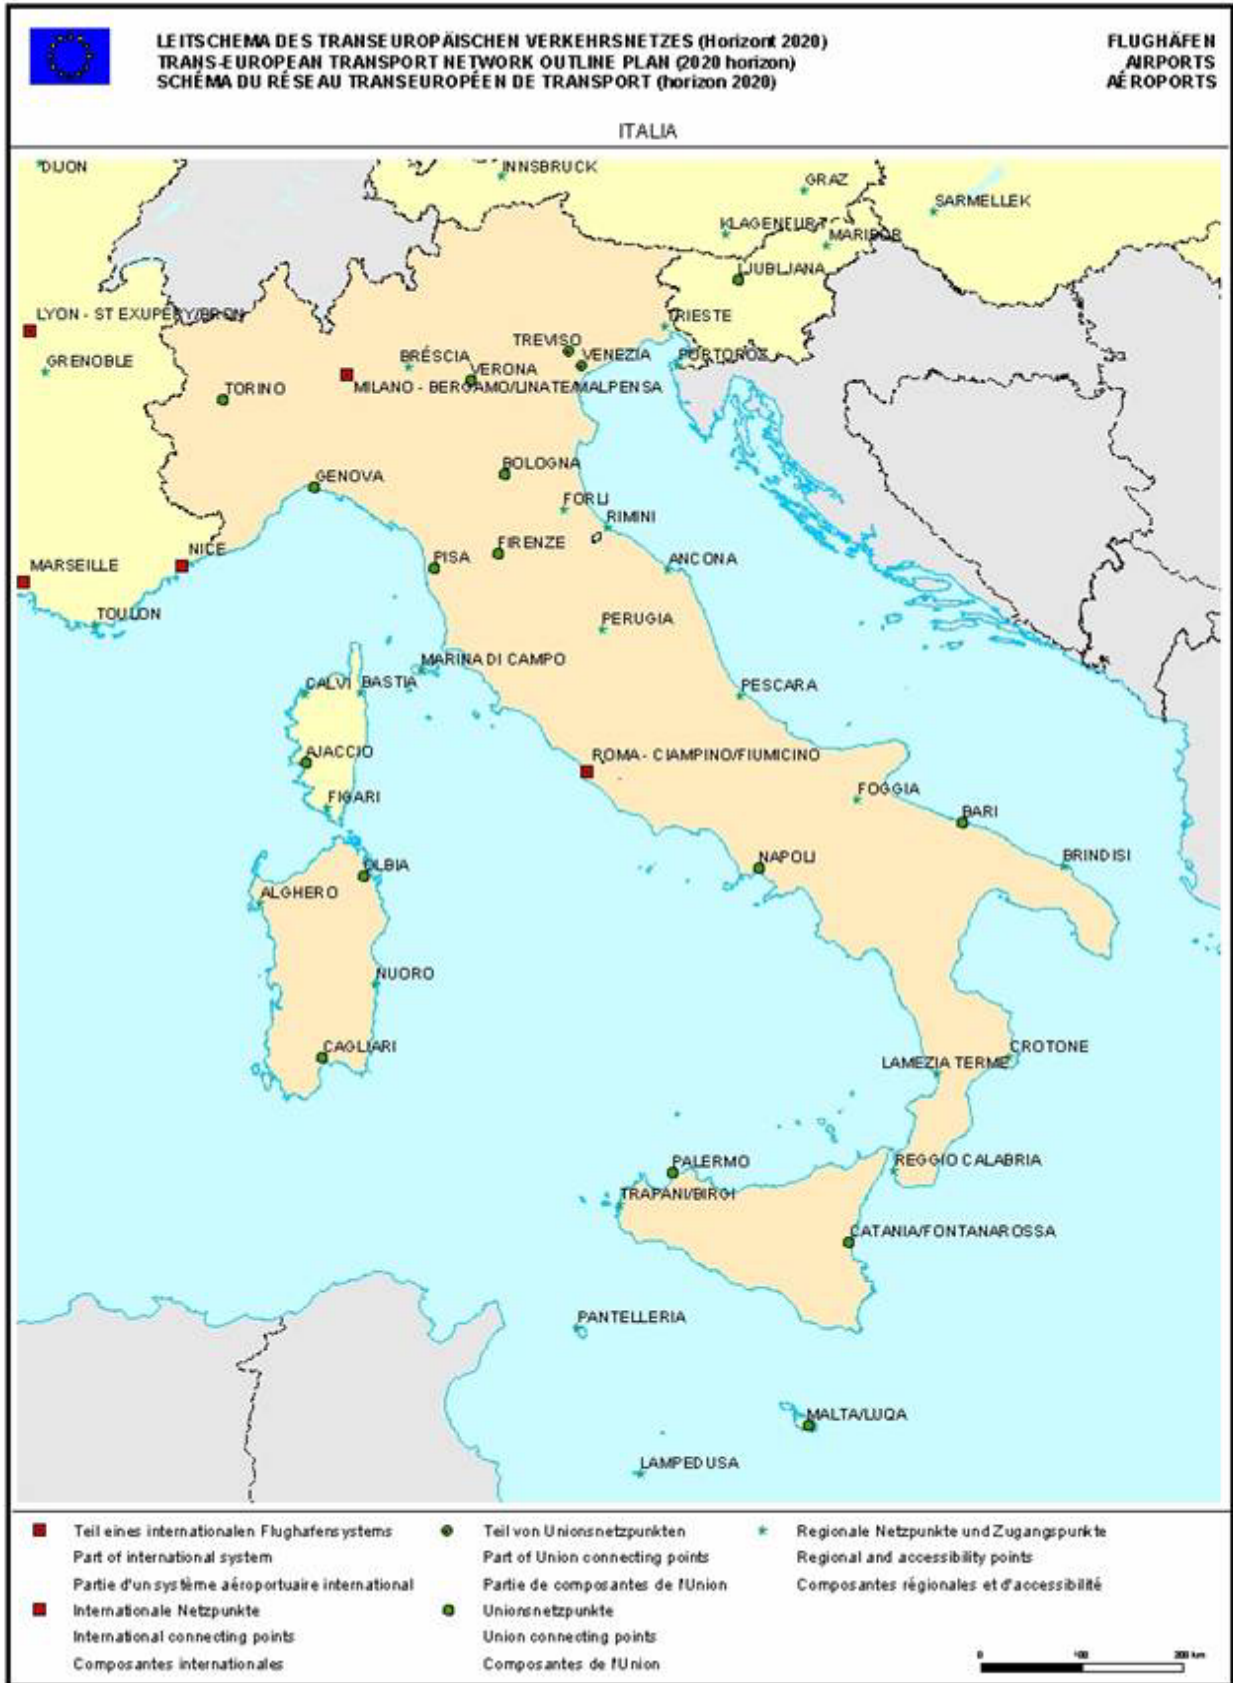 LEITSCHEMA DES TRANSEUROPÄISCHEN VERKEHRSNETZES (Horizont 2020)
TRANS-EUROPEAN TRANSPORT NETWORK OUTLINE PLAN (2020 horizon)
SCHÉMA DU RÉSEAU TRANSEUROPÉEN DE TRANSPORT (horizon 2020)
FLUGHÄFEN
AIRPORTS
AÉROPORTS
ITALIA
DIJON
INNSBRUCK
GRAZ
SARMELLEK
KLAGENFURT
MARIBOR
LJUBLJANA
LYON - ST EXUPÉRY/BRON
TRIESTE
TREVISO
VENEZIA
PORTOROZ
GRENOBLE
BRÉSCIA
VERONA
TORINO
MILANO - BERGAMO/LINATE/MALPENSA
BOLOGNA
GENOVA
FORLI
RIMINI
NICE
PISA
FIRENZE
ANCONA
MARSEILLE
TOULON
PERUGIA
MARINA DI CAMPO
CALVI
BASTIA
PESCARA
AJACCIO
ROMA - CIAMPINO/FIUMICINO
FIGARI
FOGGIA
BARI
OLBIA
NAPOLI
BRINDISI
ALGHERO
NUORO
CAGLIARI
CROTONE
LAMEZIA TERME
PALERMO
REGGIO CALABRIA
TRAPANI/BIRGI
CATANIA/FONTANAROSSA
PANTELLERIA
MALTA/LUQA
LAMPEDUSA
Teil eines internationalen Flughafensystems
Part of international system
Partie d'un système aéroportuaire international
Internationale Netzpunkte
International connecting points
Composantes internationales
Teil von Unionsnetzpunkten
Part of Union connecting points
Partie de composantes de l'Union
Unionsnetzpunkte
Union connecting points
Composantes de l'Union
Regionale Netzpunkte und Zugangspunkte
Regional and accessibility points
Composantes régionales et d'accessibilité
0 100 200 km